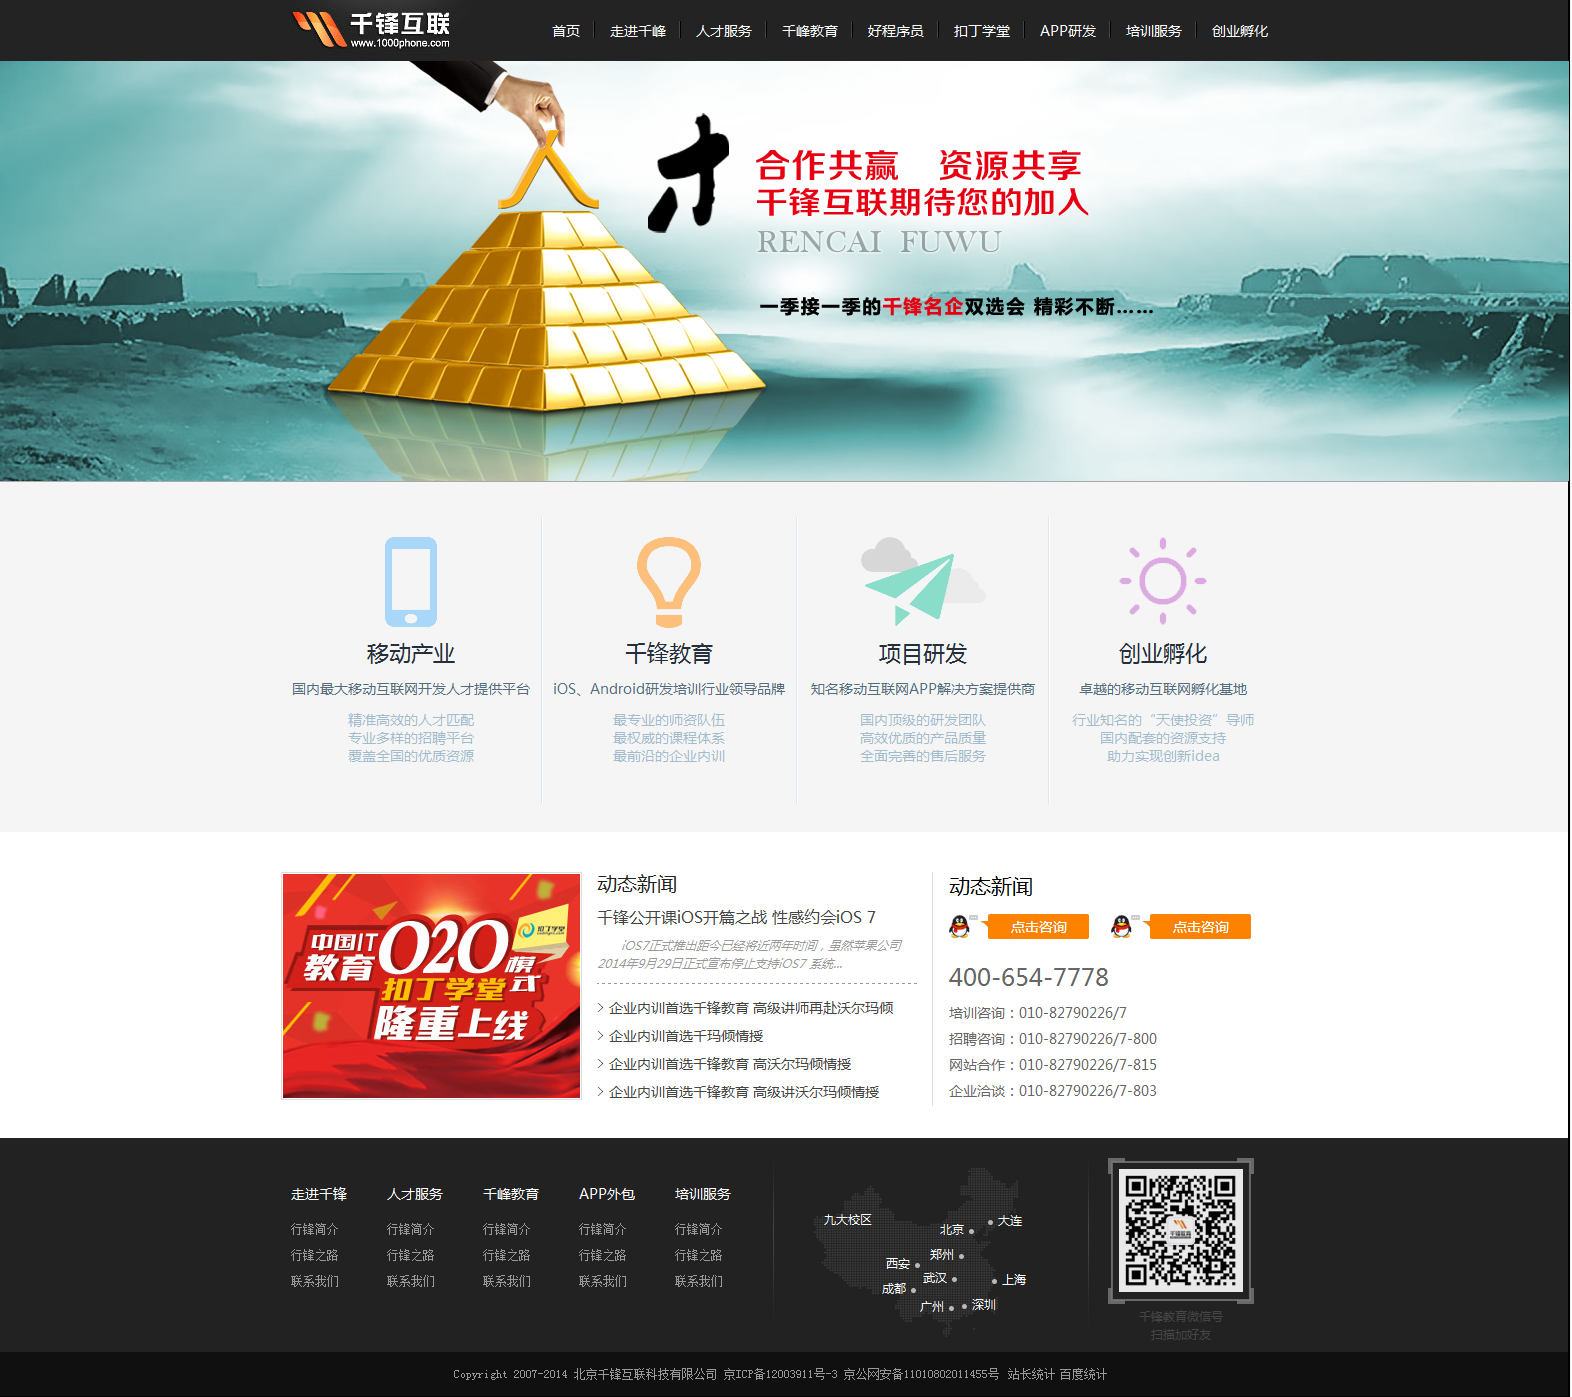 千锋互联
www.1000phone.com
首页 走进千峰 人才服务 千峰教育 好程序员 扣丁学堂 APP研发 培训服务 创业孵化
人才
合作共赢 资源共享
千锋互联期待您的加入
RENCAI FUWU
一季接一季的千锋名企双选会 精彩不断……
移动产业
国内最大移动互联网开发人才提供平台
精准高效的人才匹配
专业多样的招聘平台
覆盖全国的优质资源
千锋教育
iOS、Android研发培训行业领导品牌
最专业的师资队伍
最权威的课程体系
最前沿的企业内训
项目研发
知名移动互联网APP解决方案提供商
国内顶级的研发团队
高效优质的产品质量
全面完善的售后服务
创业孵化
卓越的移动互联网孵化基地
行业知名的“天使投资”导师
国内配套的资源支持
助力实现创新idea
中国IT
教育O2O模式
扣丁学堂
扣丁学堂
隆重上线
动态新闻
千锋公开课iOS开篇之战 性感约会iOS 7
iOS7正式推出距今已经将近两年时间，虽然苹果公司
2014年9月29日正式宣布停止支持iOS7 系统...
> 企业内训首选千锋教育 高级讲师再赴沃尔玛倾
> 企业内训首选千玛倾情授
> 企业内训首选千锋教育 高沃尔玛倾情授
> 企业内训首选千锋教育 高级讲沃尔玛倾情授
动态新闻
点击咨询 点击咨询
400-654-7778
培训咨询：010-82790226/7
招聘咨询：010-82790226/7-800
网站合作：010-82790226/7-815
企业洽谈：010-82790226/7-803
走进千锋
行锋简介
行锋之路
联系我们
人才服务
行锋简介
行锋之路
联系我们
千峰教育
行锋简介
行锋之路
联系我们
APP外包
行锋简介
行锋之路
联系我们
培训服务
行锋简介
行锋之路
联系我们
九大校区
大连
北京
郑州
西安
武汉
上海
成都
深圳
广州
千锋教育
千锋教育微信号
扫描加好友
Copyright 2007-2014 北京千锋互联科技有限公司 京ICP备12003911号-3 京公网安备11010802011455号 站长统计 百度统计